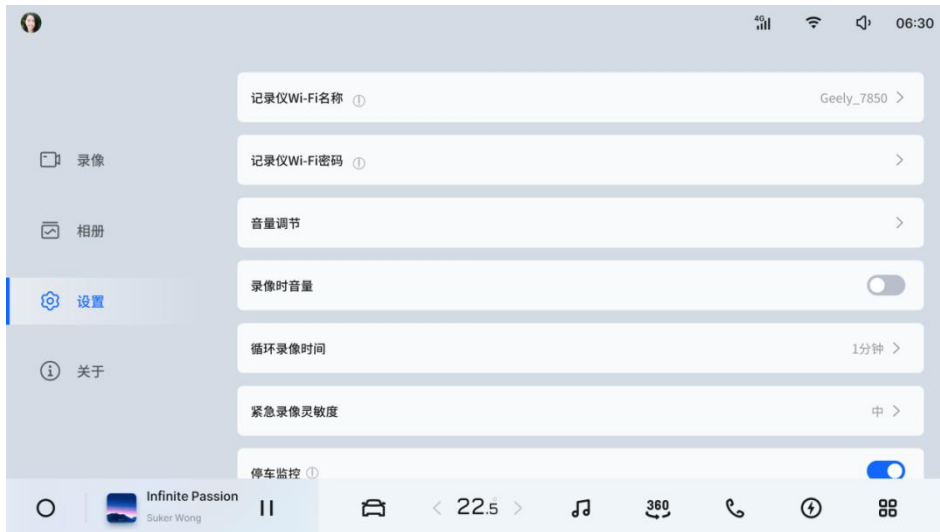 4G
06:30
记录仪Wi-Fi名称
Geely_7850
记录仪Wi-Fi密码
录像
音量调节
相册
录像时音量
设置
循环录像时间
1分钟
关于
紧急录像灵敏度
中
停车监控
Infinite Passion
Suker Wong
22.5
360